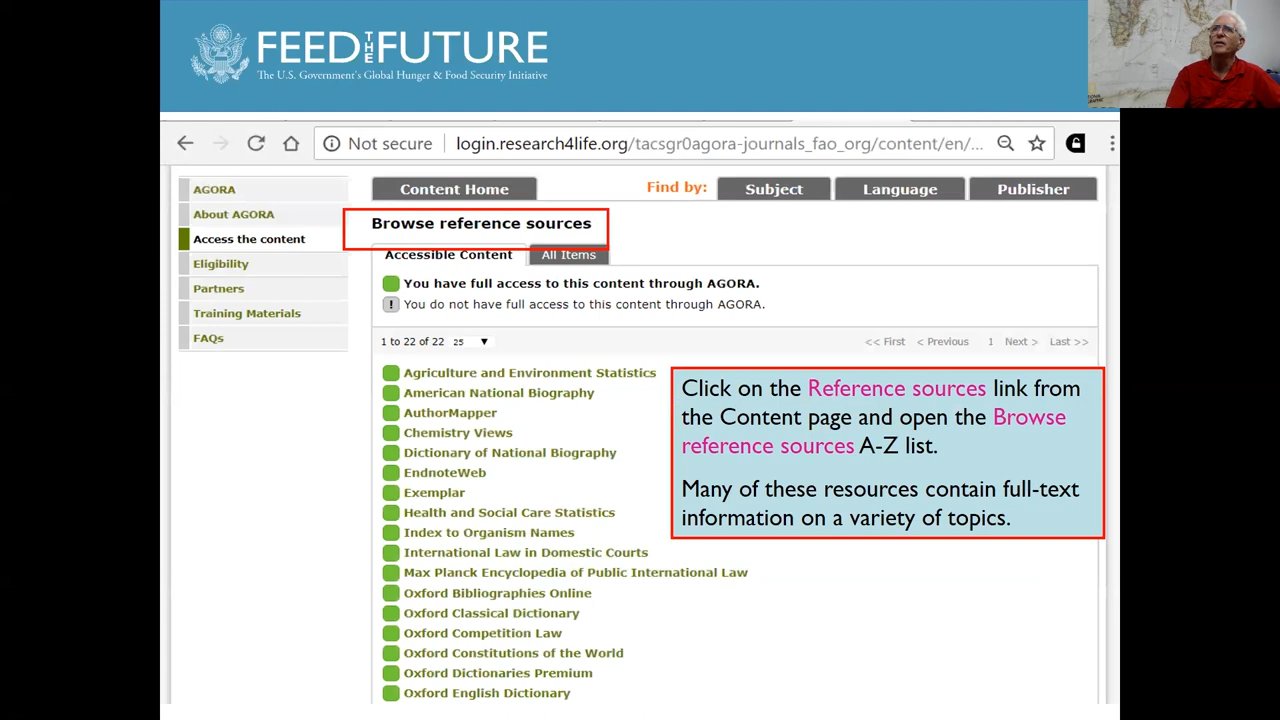 FEED THE FUTURE
The U.S. Government's Global Hunger & Food Security Initiative
Not secure
login.research4life.org/tacsgr0agora-journals_fao_org/content/en/...
AGORA
About AGORA
Access the content
Eligibility
Partners
Training Materials
FAQs
Content Home
Find by:
Subject
Language
Publisher
Browse reference sources
Accessible Content
All Items
You have full access to this content through AGORA.
! You do not have full access to this content through AGORA.
1 to 22 of 22 25
<< First < Previous 1 Next > Last >>
Agriculture and Environment Statistics
American National Biography
AuthorMapper
Chemistry Views
Dictionary of National Biography
EndnoteWeb
Exemplar
Health and Social Care Statistics
Index to Organism Names
International Law in Domestic Courts
Max Planck Encyclopedia of Public International Law
Oxford Bibliographies Online
Oxford Classical Dictionary
Oxford Competition Law
Oxford Constitutions of the World
Oxford Dictionaries Premium
Oxford English Dictionary
Click on the Reference sources link from
the Content page and open the Browse
reference sources A-Z list.
Many of these resources contain full-text
information on a variety of topics.